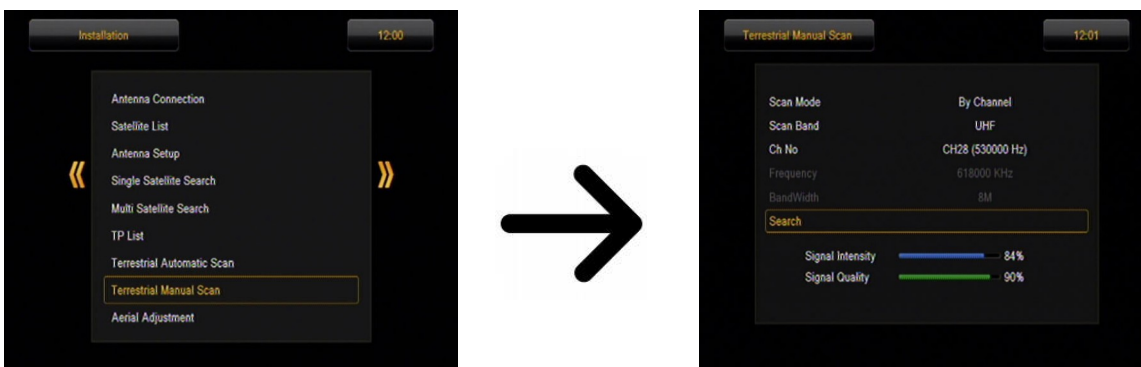 Installation
12:00
Antenna Connection
Satellite List
Antenna Setup
Single Satellite Search
Multi Satellite Search
TP List
Terrestrial Automatic Scan
Terrestrial Manual Scan
Aerial Adjustment
Terrestrial Manual Scan
12:01
Scan Mode By Channel
Scan Band UHF
Ch No CH28 (530000 Hz)
Frequency 618000 KHz
BandWidth 8M
Search
Signal Intensity 84%
Signal Quality 90%